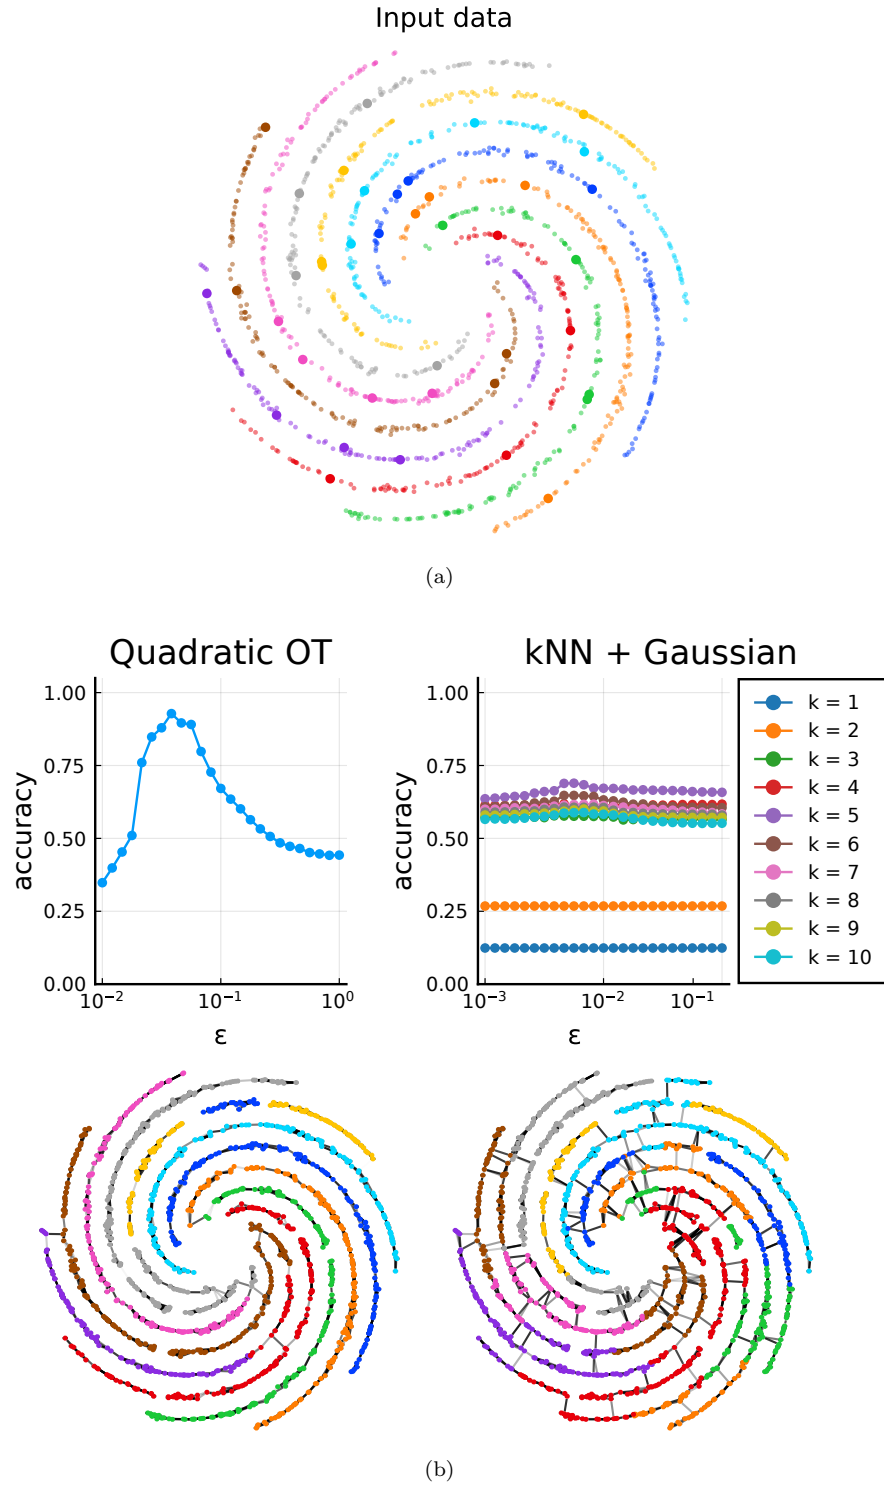 Input data
(a)
Quadratic OT
1.00
0.75
0.50
0.25
0.00
accuracy
10⁻²
10⁻¹
10⁰
ε
kNN + Gaussian
1.00
0.75
0.50
0.25
0.00
accuracy
10⁻³
10⁻²
10⁻¹
ε
k = 1
k = 2
k = 3
k = 4
k = 5
k = 6
k = 7
k = 8
k = 9
k = 10
(b)